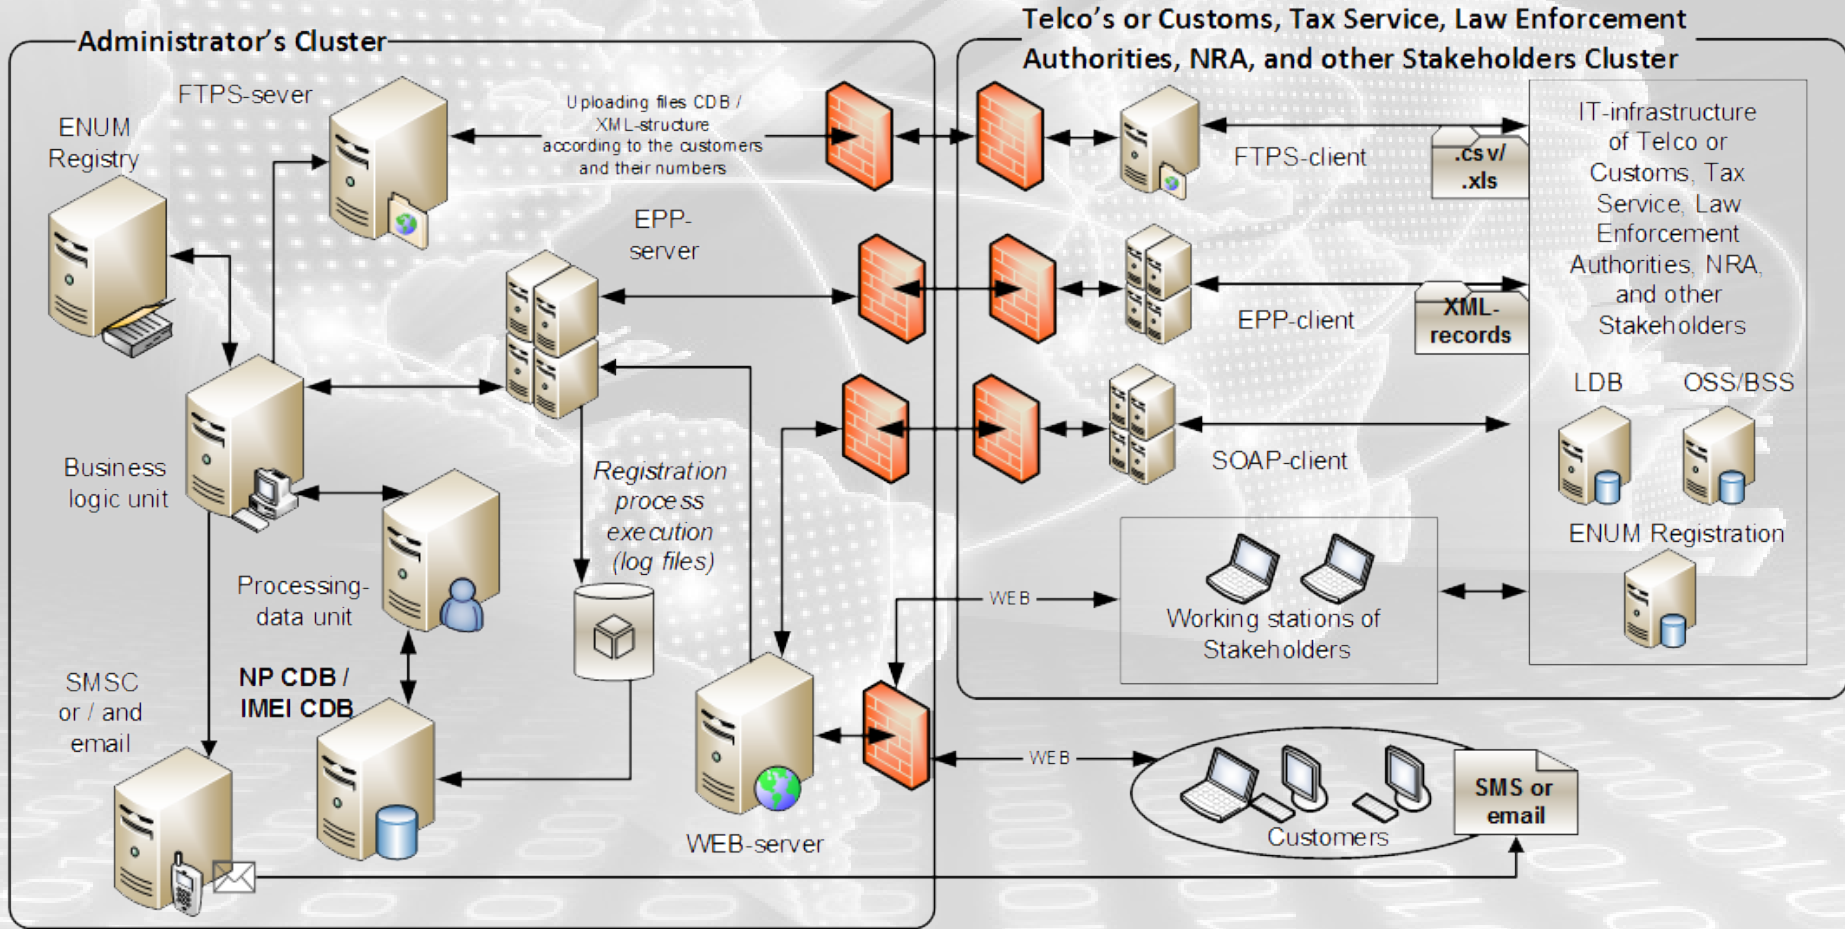 Administrator's Cluster
Telco's or Customs, Tax Service, Law Enforcement
Authorities, NRA, and other Stakeholders Cluster
FTPS-sever
ENUM
Registry
Uploading files CDB /
XML-structure
according to the customers
and their numbers
EPP-
server
Business
logic unit
Registration
process
execution
(log files)
Processing-
data unit
NP CDB /
IMEI CDB
SMSC
or / and
email
WEB-server
FTPS-client
.csv/
.xls
EPP-client
XML-
records
SOAP-client
IT-infrastructure
of Telco or
Customs, Tax
Service, Law
Enforcement
Authorities, NRA,
and other
Stakeholders
LDB
OSS/BSS
ENUM Registration
WEB
Working stations of
Stakeholders
WEB
Customers
SMS or
email